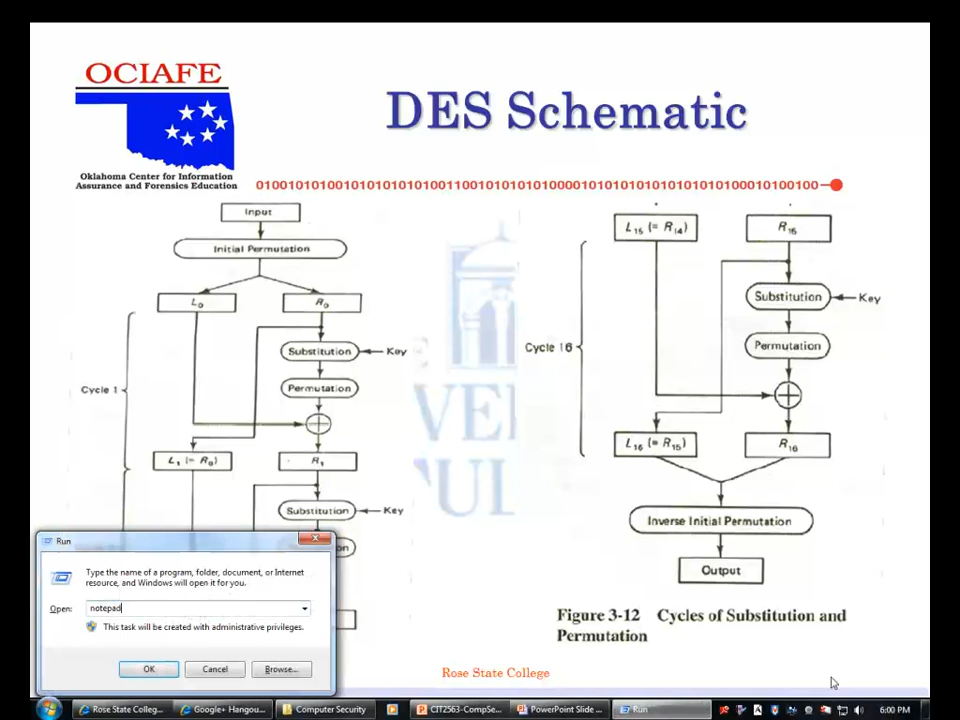 OCIAFE
Oklahoma Center for Information
Assurance and Forensics Education
DES Schematic
01001010100101010101010100110010101010101000010101010101010101010100010100100
Input
Initial Permutation
L₀
R₀
Substitution
Key
Cycle 1
Permutation
L₁ (= R₀)
R₁
Substitution
Key
L₁₅ (= R₁₄)
R₁₆
Substitution
Key
Cycle 16
Permutation
L₁₆ (= R₁₅)
R₁₆
Inverse Initial Permutation
Output
Figure 3-12 Cycles of Substitution and
Permutation
Rose State College
Run
Type the name of a program, folder, document, or Internet
resource, and Windows will open it for you.
Open: notepad
This task will be created with administrative privileges.
OK Cancel Browse...
Rose State Colleg... Google+ Hangou... Computer Security CIT2563-CompSe... PowerPoint Slide ... Run 6:00 PM